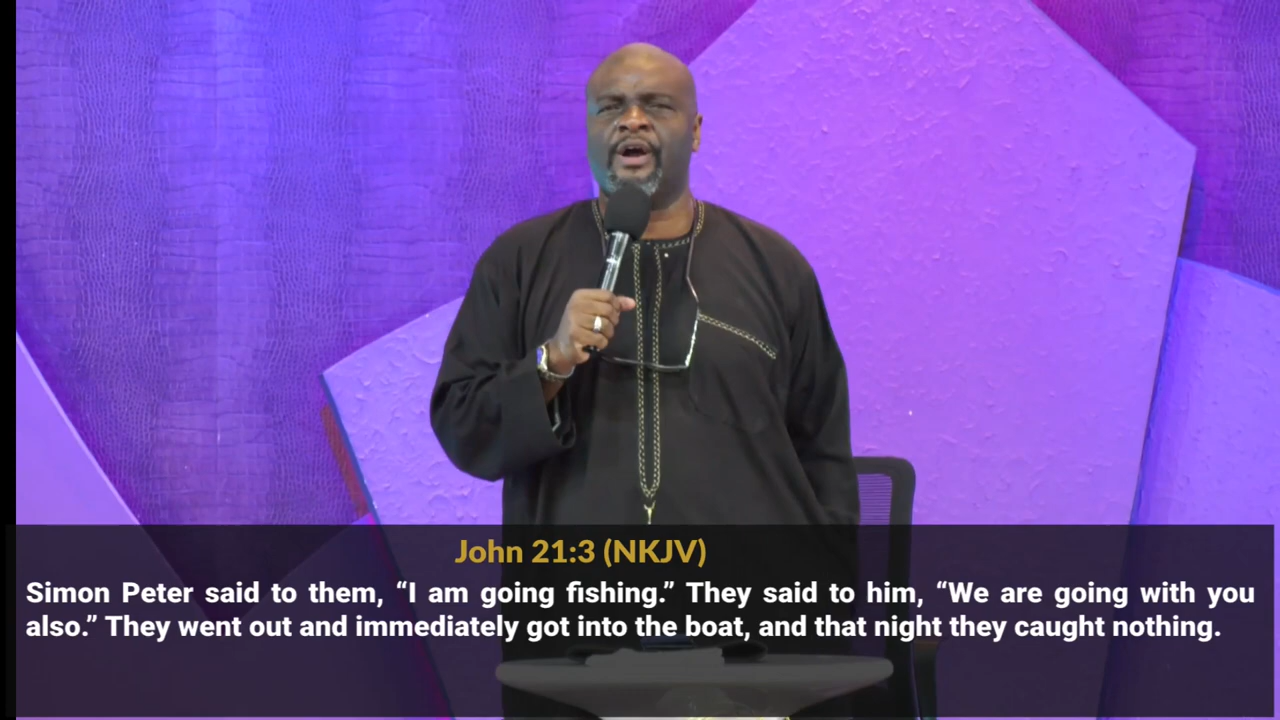 John 21:3 (NKJV)
Simon Peter said to them, “I am going fishing.” They said to him, “We are going with you
also.” They went out and immediately got into the boat, and that night they caught nothing.